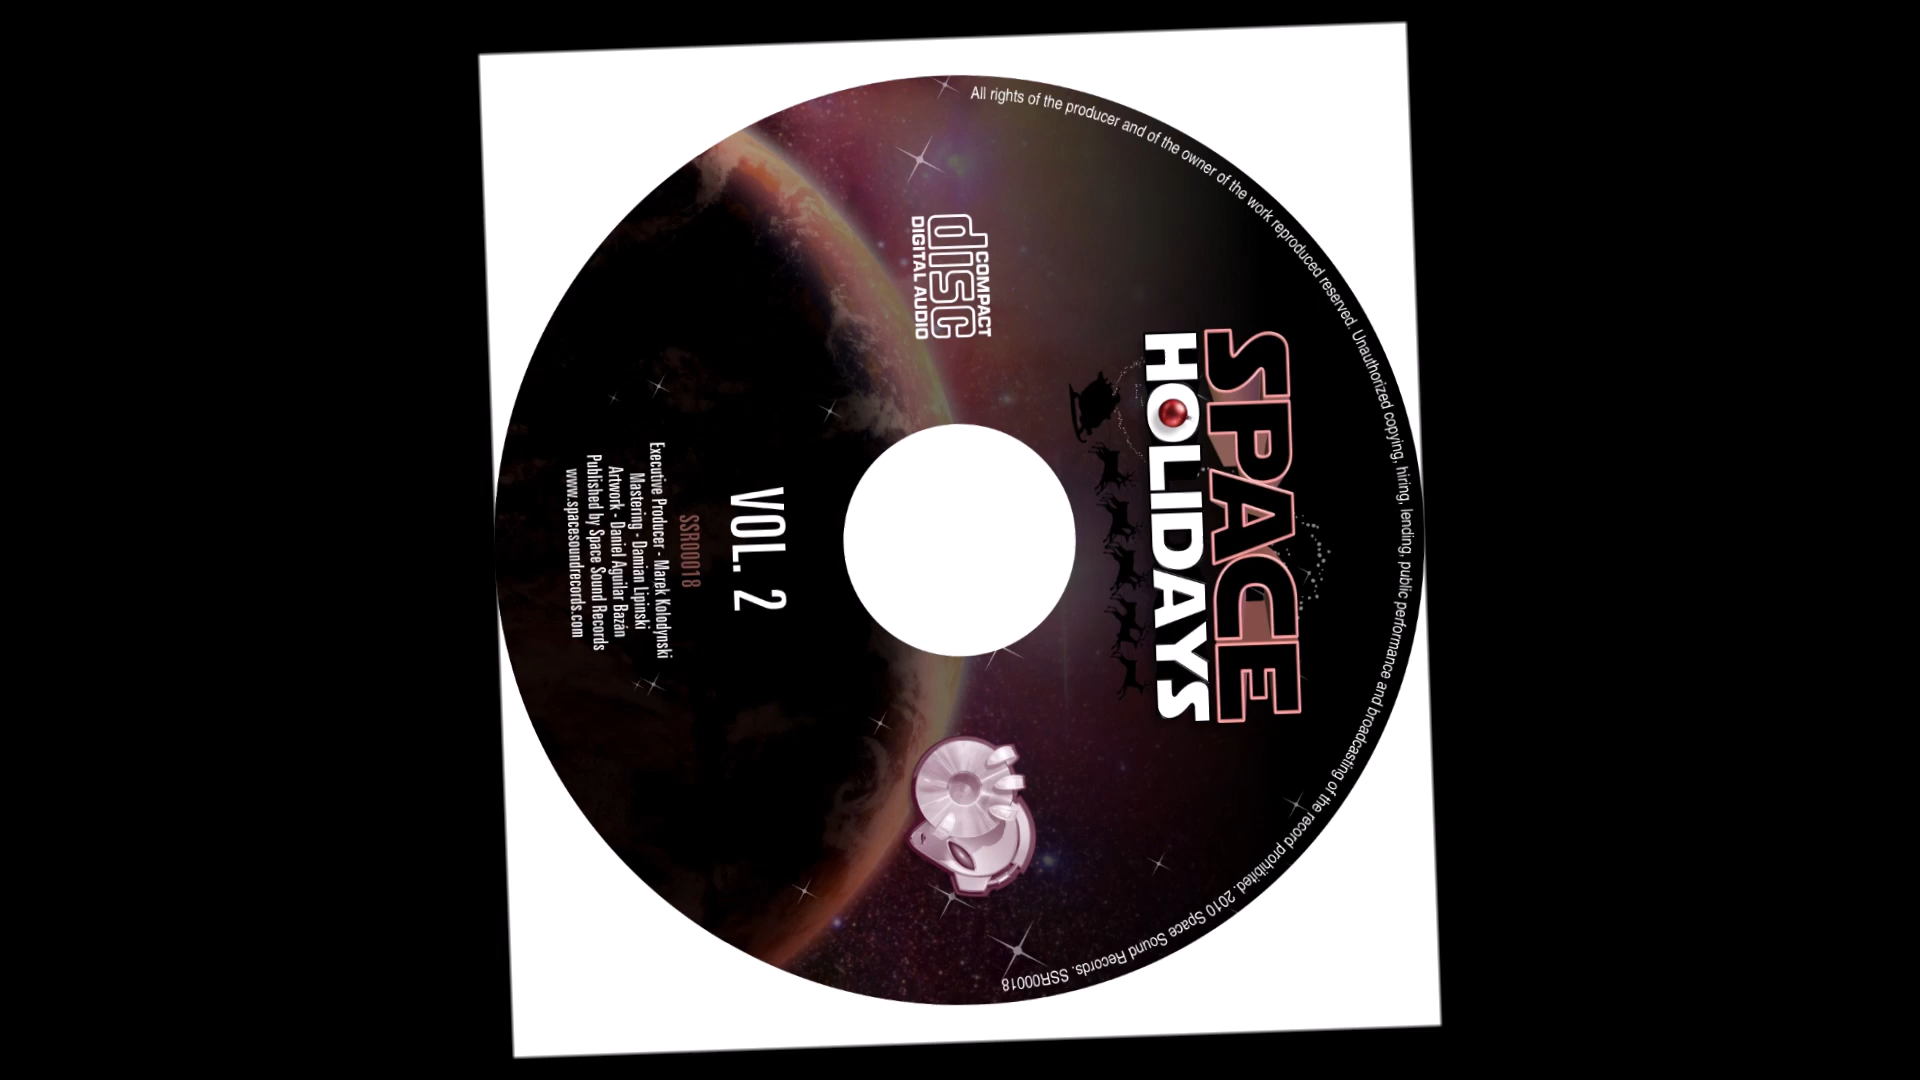 All rights of the producer and of the owner of the work reproduced reserved. Unauthorized copying, hiring, lending, public performance and broadcasting of the record prohibited. 2010 Space Sound Records. SSR00018
SPACE
HOLIDAYS
COMPACT
disc
DIGITAL AUDIO
VOL. 2
SSR00018
Executive Producer - Marek Kolodynski
Mastering - Damian Lipinski
Artwork - Daniel Aguilar Bazán
Published by Space Sound Records
www.spacesoundrecords.com